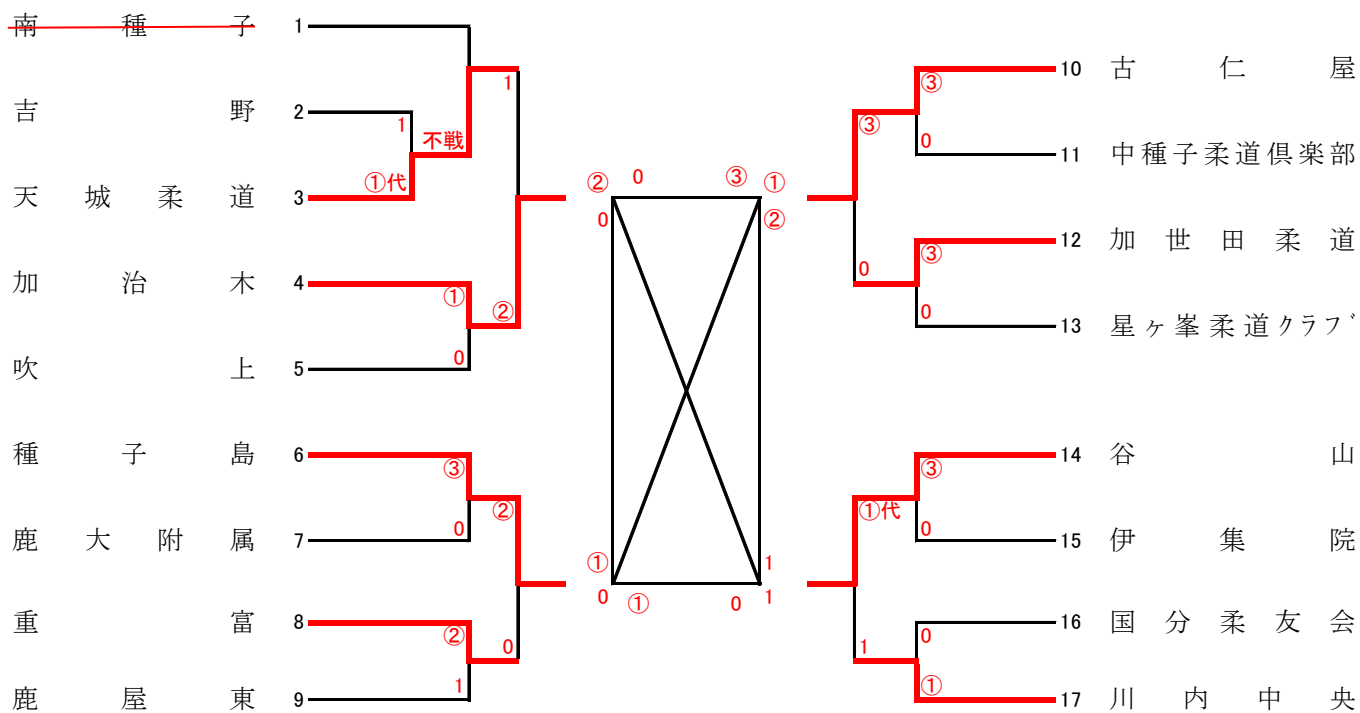 南種子 1
吉野 2
天城柔道 3
加治木 4
吹上 5
種子島 6
鹿大附属 7
重富 8
鹿屋東 9
1
不戦
①代
1
①
0
②
③
0
②
②
1
0
② 0 ③ ①
0 ②
① 1
0 ① 0 1
③
③
0
③
0
0
③
①代
0
0
1
①
10 古仁屋
11 中種子柔道倶楽部
12 加世田柔道
13 星ヶ峯柔道クラブ
14 谷山
15 伊集院
16 国分柔友会
17 川内中央